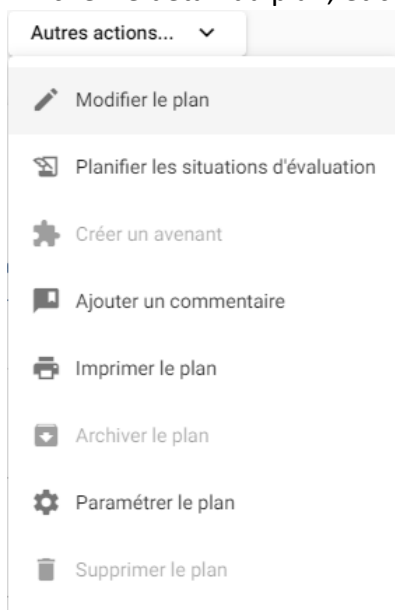 Autres actions...
Modifier le plan
Planifier les situations d'évaluation
Créer un avenant
Ajouter un commentaire
Imprimer le plan
Archiver le plan
Paramétrer le plan
Supprimer le plan